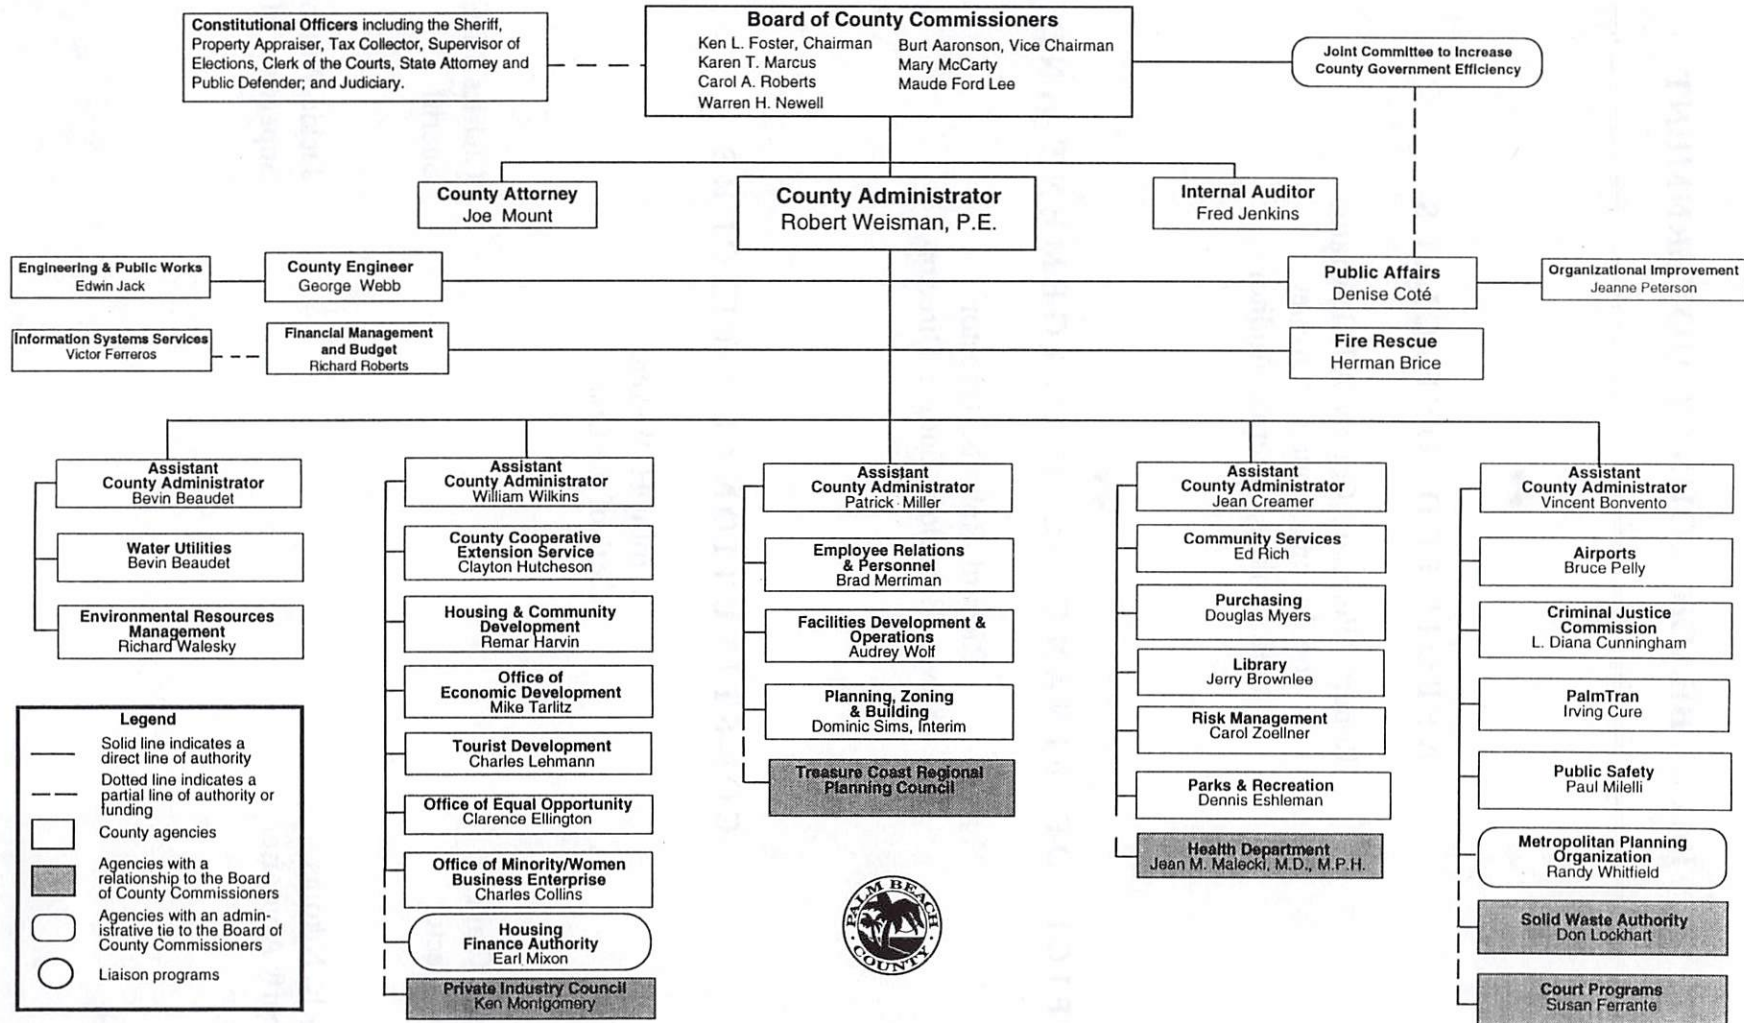 Constitutional Officers including the Sheriff,
Property Appraiser, Tax Collector, Supervisor of
Elections, Clerk of the Courts, State Attorney and
Public Defender; and Judiciary.
Board of County Commissioners
Ken L. Foster, Chairman
Karen T. Marcus
Carol A. Roberts
Warren H. Newell
Burt Aaronson, Vice Chairman
Mary McCarty
Maude Ford Lee
Joint Committee to Increase
County Government Efficiency
County Attorney
Joe Mount
County Administrator
Robert Weisman, P.E.
Internal Auditor
Fred Jenkins
Engineering & Public Works
Edwin Jack
County Engineer
George Webb
Public Affairs
Denise Coté
Organizational Improvement
Jeanne Peterson
Information Systems Services
Victor Ferreros
Financial Management
and Budget
Richard Roberts
Fire Rescue
Herman Brice
Assistant
County Administrator
Bevin Beaudet
Water Utilities
Bevin Beaudet
Environmental Resources
Management
Richard Walesky
Assistant
County Administrator
William Wilkins
County Cooperative
Extension Service
Clayton Hutcheson
Housing & Community
Development
Remar Harvin
Office of
Economic Development
Mike Tarlitz
Tourist Development
Charles Lehmann
Office of Equal Opportunity
Clarence Ellington
Office of Minority/Women
Business Enterprise
Charles Collins
Housing
Finance Authority
Earl Mixon
Private Industry Council
Ken Montgomery
Assistant
County Administrator
Patrick Miller
Employee Relations
& Personnel
Brad Merriman
Facilities Development &
Operations
Audrey Wolf
Planning, Zoning
& Building
Dominic Sims, Interim
Treasure Coast Regional
Planning Council
Assistant
County Administrator
Jean Creamer
Community Services
Ed Rich
Purchasing
Douglas Myers
Library
Jerry Brownlee
Risk Management
Carol Zoellner
Parks & Recreation
Dennis Eshleman
Health Department
Jean M. Malecki, M.D., M.P.H.
Assistant
County Administrator
Vincent Bonvento
Airports
Bruce Pelly
Criminal Justice
Commission
L. Diana Cunningham
PalmTran
Irving Cure
Public Safety
Paul Milelli
Metropolitan Planning
Organization
Randy Whitfield
Solid Waste Authority
Don Lockhart
Court Programs
Susan Ferrante
Legend
Solid line indicates a
direct line of authority
Dotted line indicates a
partial line of authority or
funding
County agencies
Agencies with a
relationship to the Board
of County Commissioners
Agencies with an admin-
istrative tie to the Board of
County Commissioners
Liaison programs
PALM BEACH
COUNTY